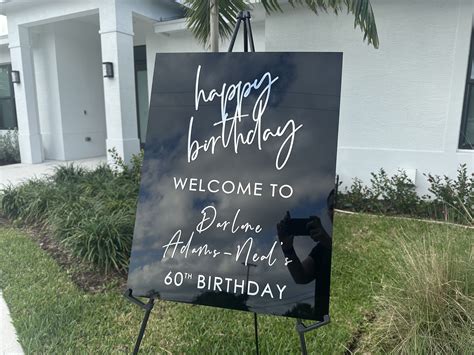 happy
birthday
WELCOME TO
Darlene
Adams-Neal's
60TH BIRTHDAY